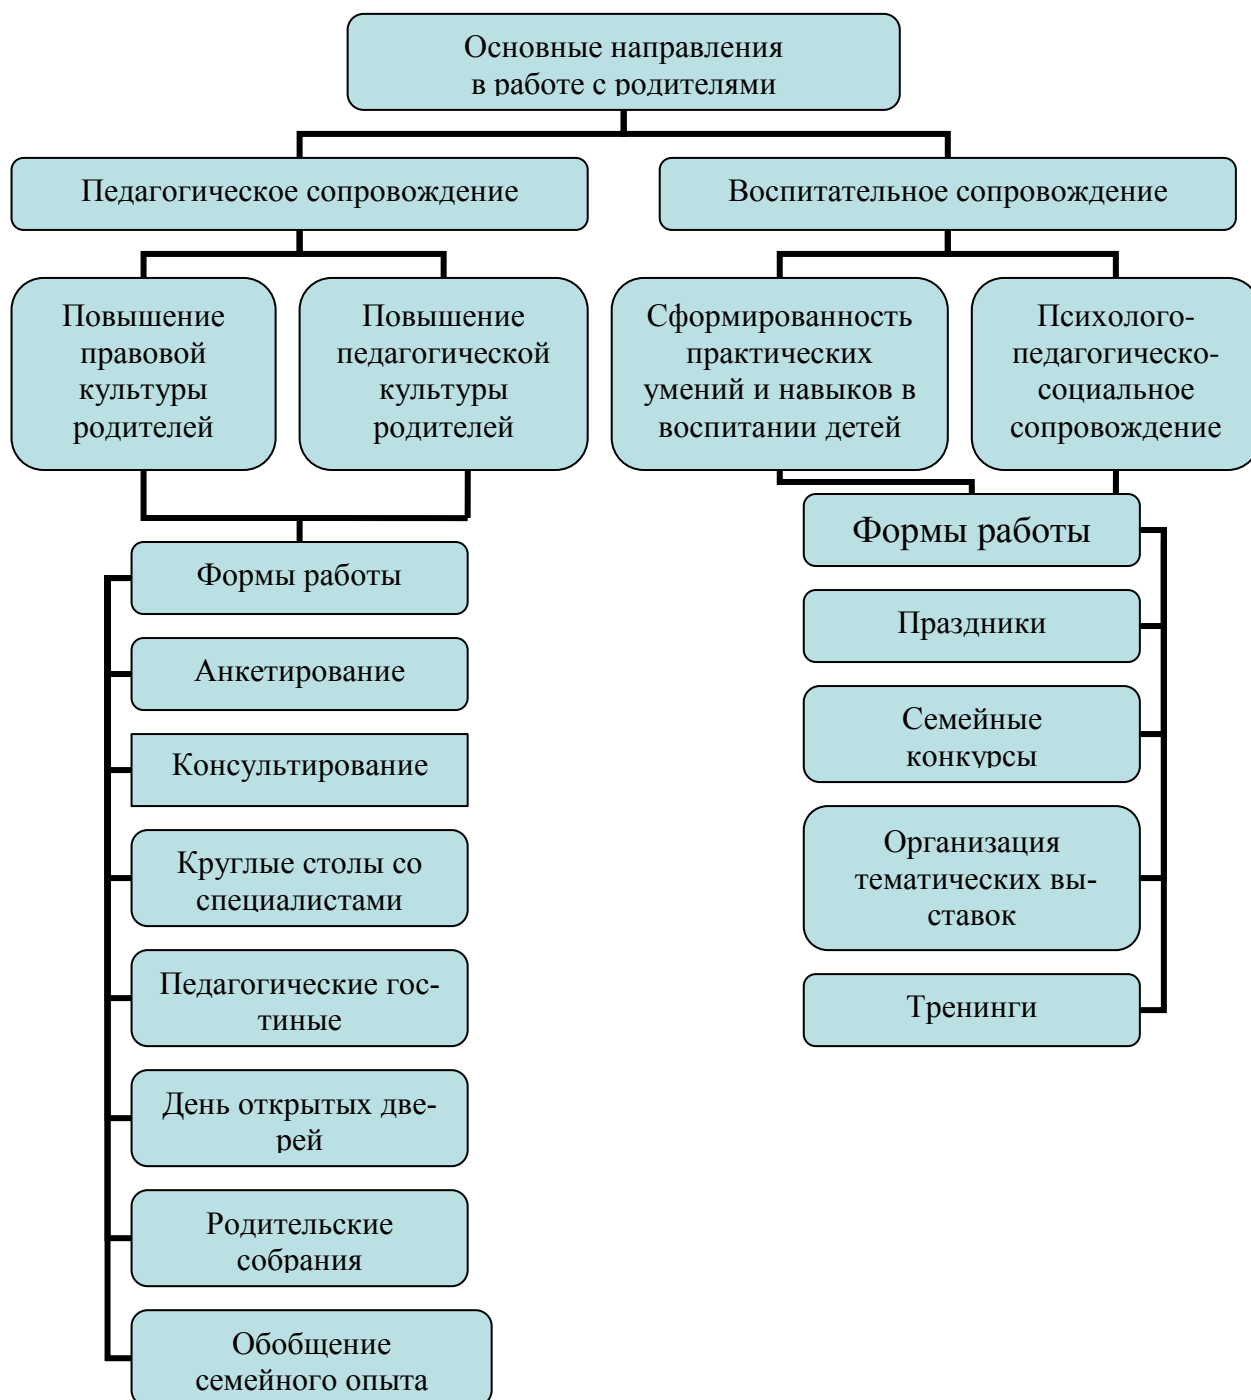 Основные направления
в работе с родителями
Педагогическое сопровождение
Воспитательное сопровождение
Повышение
правовой
культуры
родителей
Повышение
педагогической
культуры
родителей
Сформированность
практических
умений и навыков в
воспитании детей
Психолого-
педагогическо-
социальное
сопровождение
Формы работы
Анкетирование
Консультирование
Круглые столы со
специалистами
Педагогические гос-
тиные
День открытых две-
рей
Родительские
собрания
Обобщение
семейного опыта
Формы работы
Праздники
Семейные
конкурсы
Организация
тематических вы-
ставок
Тренинги